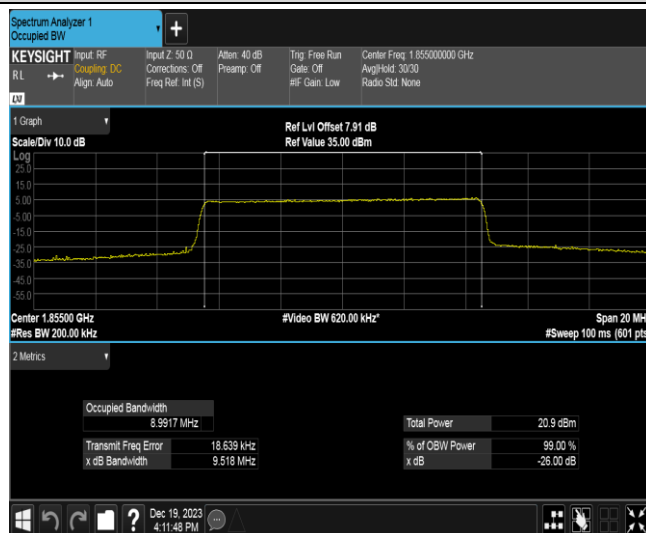 Spectrum Analyzer 1
Occupied BW
+
KEYSIGHT
RL
LXI
Input: RF
Coupling: DC
Align: Auto
Input Z: 50 Ω
Corrections: Off
Freq Ref: Int (S)
Atten: 40 dB
Preamp: Off
Trig: Free Run
Gate: Off
#IF Gain: Low
Center Freq: 1.855000000 GHz
Avg|Hold: 30/30
Radio Std: None
1 Graph
Scale/Div 10.0 dB
Ref Lvl Offset 7.91 dB
Ref Value 35.00 dBm
Log
25.0
15.0
5.00
-5.00
-15.0
-25.0
-35.0
-45.0
-55.0
Center 1.85500 GHz
#Video BW 620.00 kHz*
Span 20 MH
#Res BW 200.00 kHz
#Sweep 100 ms (601 pts
2 Metrics
Occupied Bandwidth
8.9917 MHz
Total Power 20.9 dBm
Transmit Freq Error 18.639 kHz
% of OBW Power 99.00 %
x dB Bandwidth 9.518 MHz
x dB -26.00 dB
?
Dec 19, 2023
4:11:48 PM